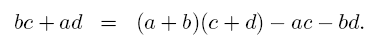 bc + ad = (a + b)(c + d) − ac − bd.